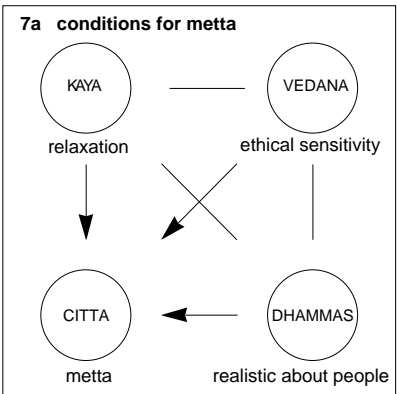 7a conditions for metta
KAYA
VEDANA
relaxation
ethical sensitivity
CITTA
DHAMMAS
metta
realistic about people